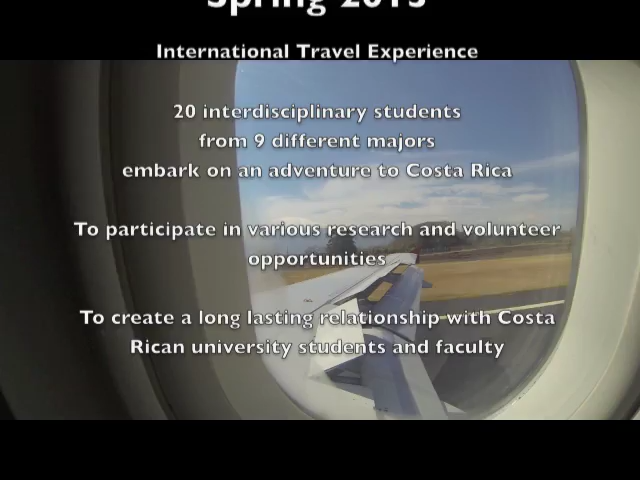 Spring 2015
International Travel Experience
20 interdisciplinary students
from 9 different majors
embark on an adventure to Costa Rica
To participate in various research and volunteer
opportunities
To create a long lasting relationship with Costa
Rican university students and faculty